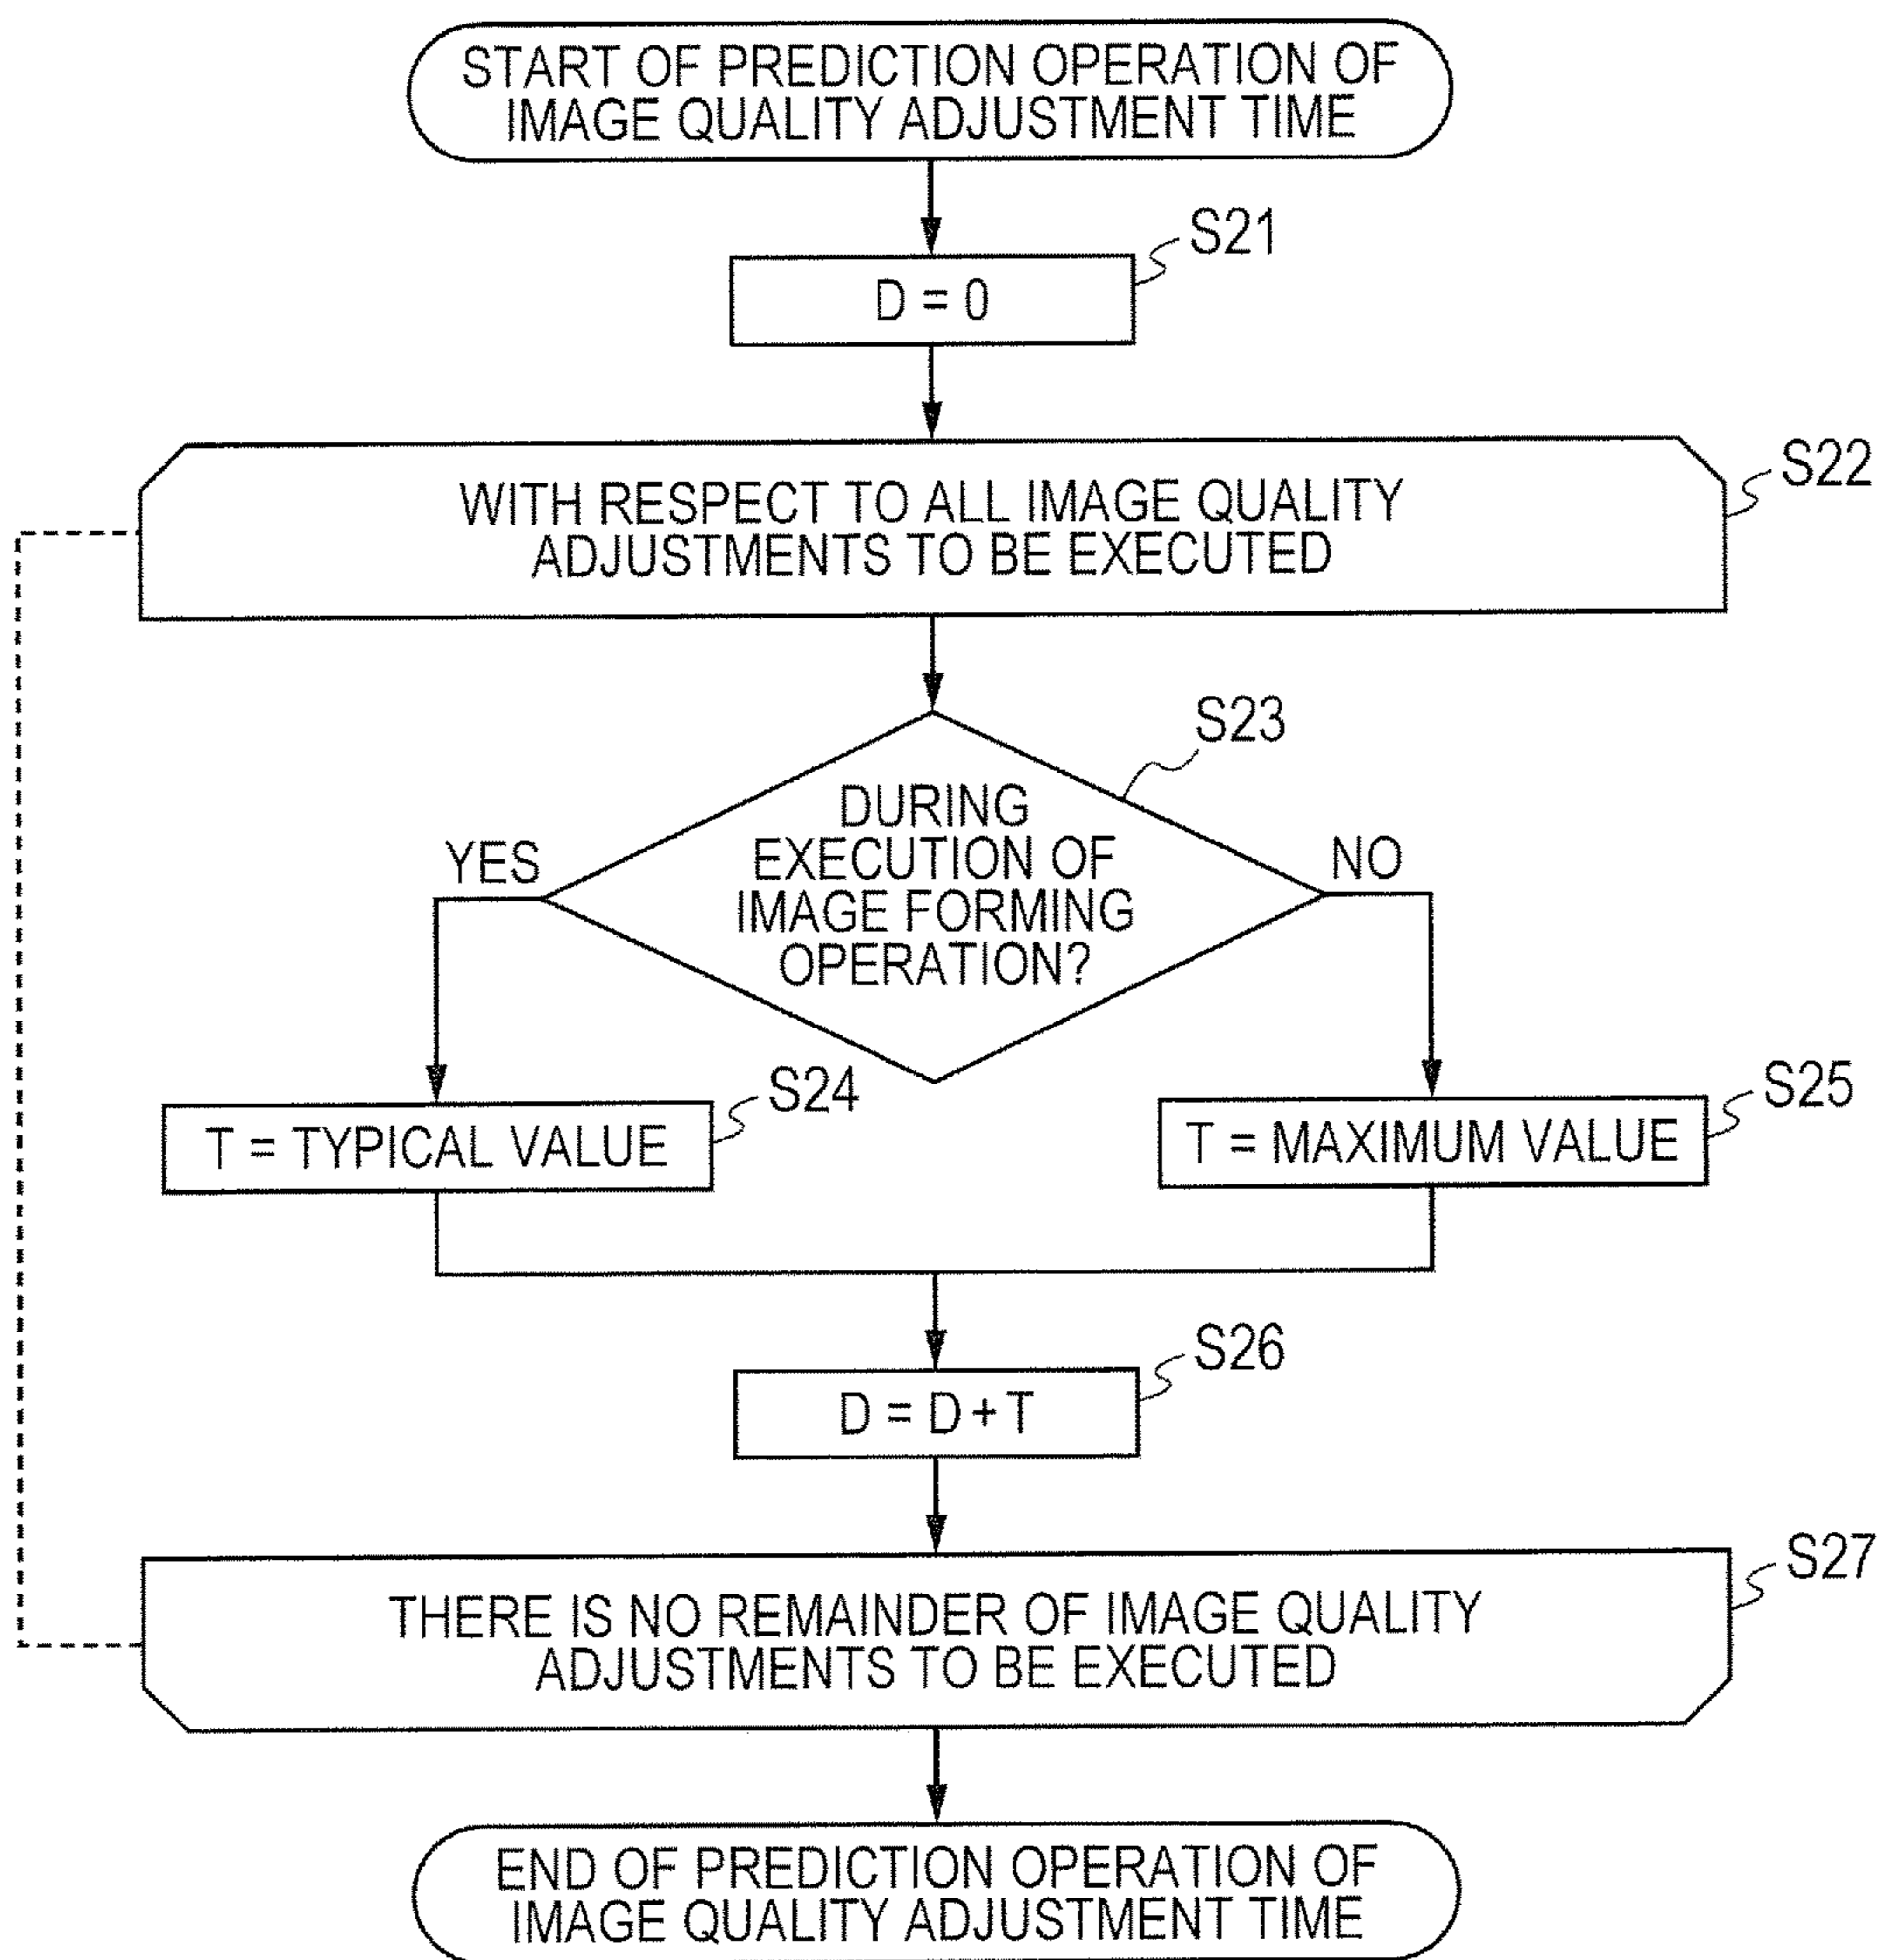 START OF PREDICTION OPERATION OF
IMAGE QUALITY ADJUSTMENT TIME
S21
D = 0
S22
WITH RESPECT TO ALL IMAGE QUALITY
ADJUSTMENTS TO BE EXECUTED
S23
DURING
EXECUTION OF
IMAGE FORMING
OPERATION?
YES
NO
S24
T = TYPICAL VALUE
S25
T = MAXIMUM VALUE
S26
D = D + T
S27
THERE IS NO REMAINDER OF IMAGE QUALITY
ADJUSTMENTS TO BE EXECUTED
END OF PREDICTION OPERATION OF
IMAGE QUALITY ADJUSTMENT TIME